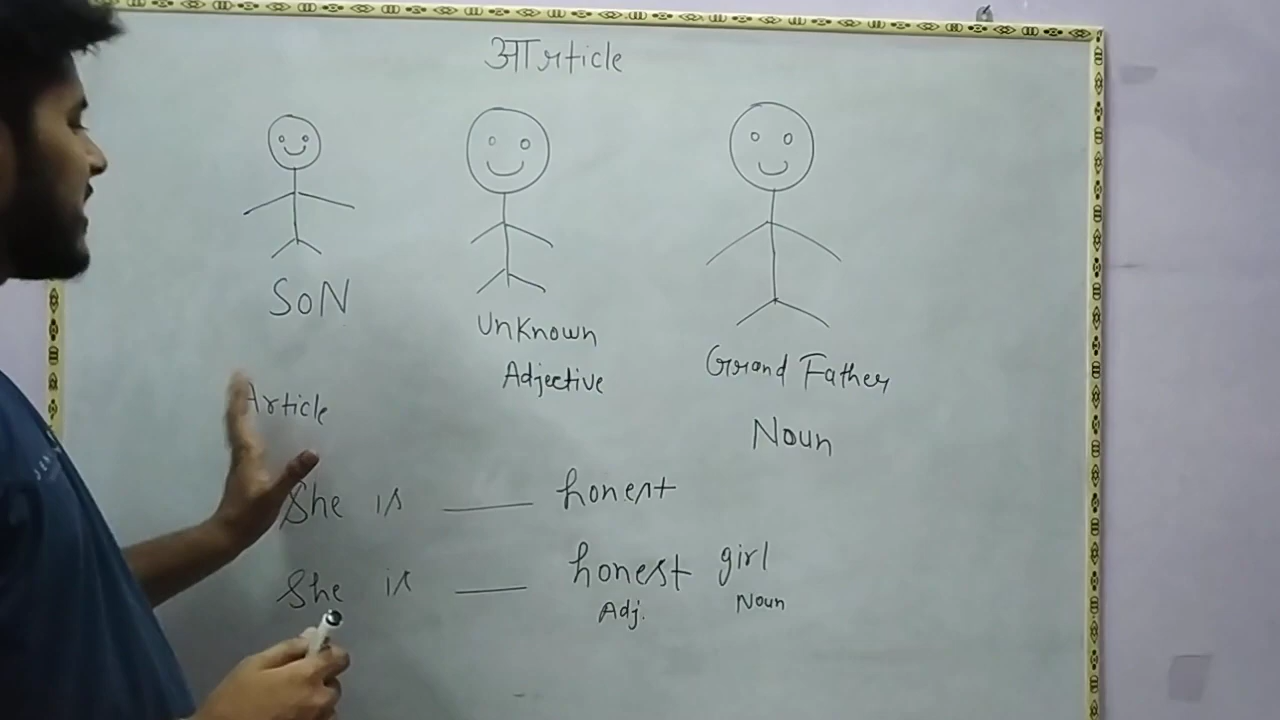 आrticle
SoN
Unknown
Adjective
Grand Father
Article
Noun
She is ____ honest
She is ____ honest girl
Adj. Noun